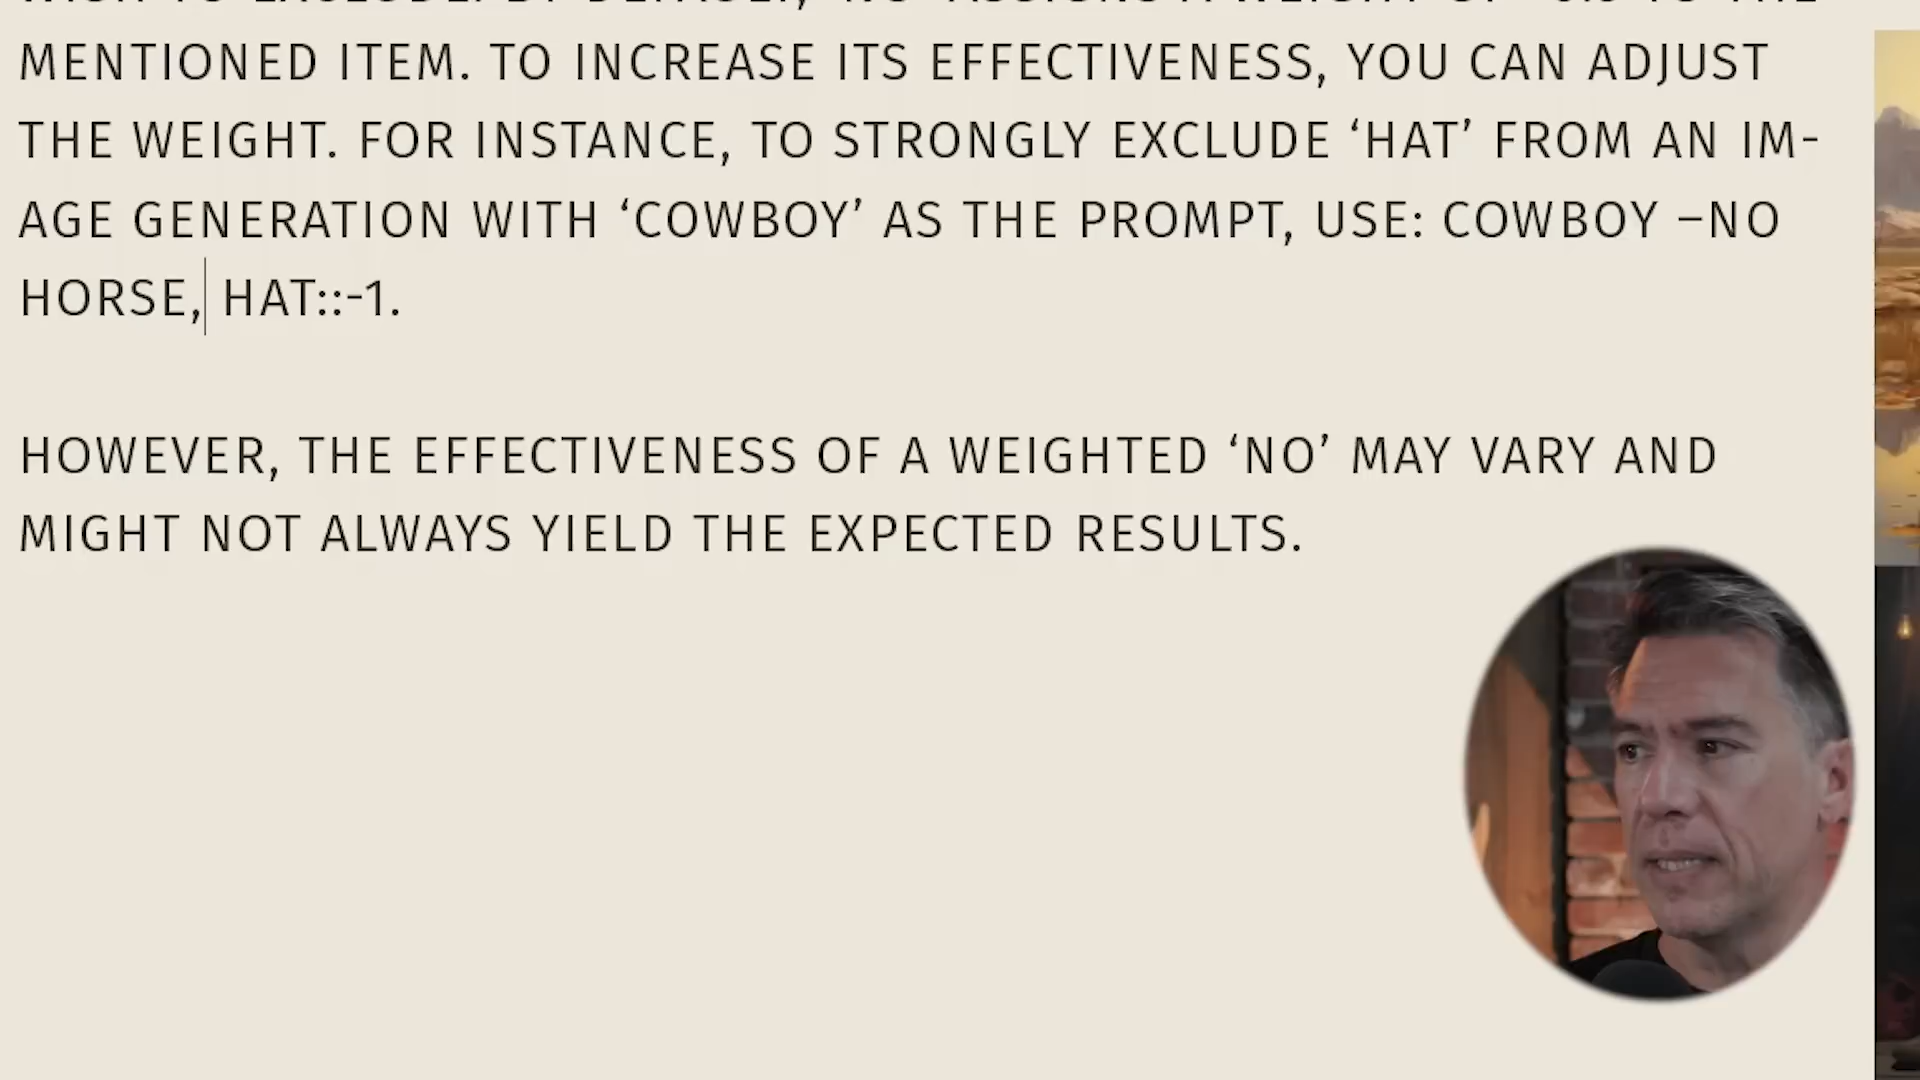 MENTIONED ITEM. TO INCREASE ITS EFFECTIVENESS, YOU CAN ADJUST
THE WEIGHT. FOR INSTANCE, TO STRONGLY EXCLUDE ‘HAT’ FROM AN IM-
AGE GENERATION WITH ‘COWBOY’ AS THE PROMPT, USE: COWBOY –NO
HORSE, HAT::-1.
HOWEVER, THE EFFECTIVENESS OF A WEIGHTED ‘NO’ MAY VARY AND
MIGHT NOT ALWAYS YIELD THE EXPECTED RESULTS.